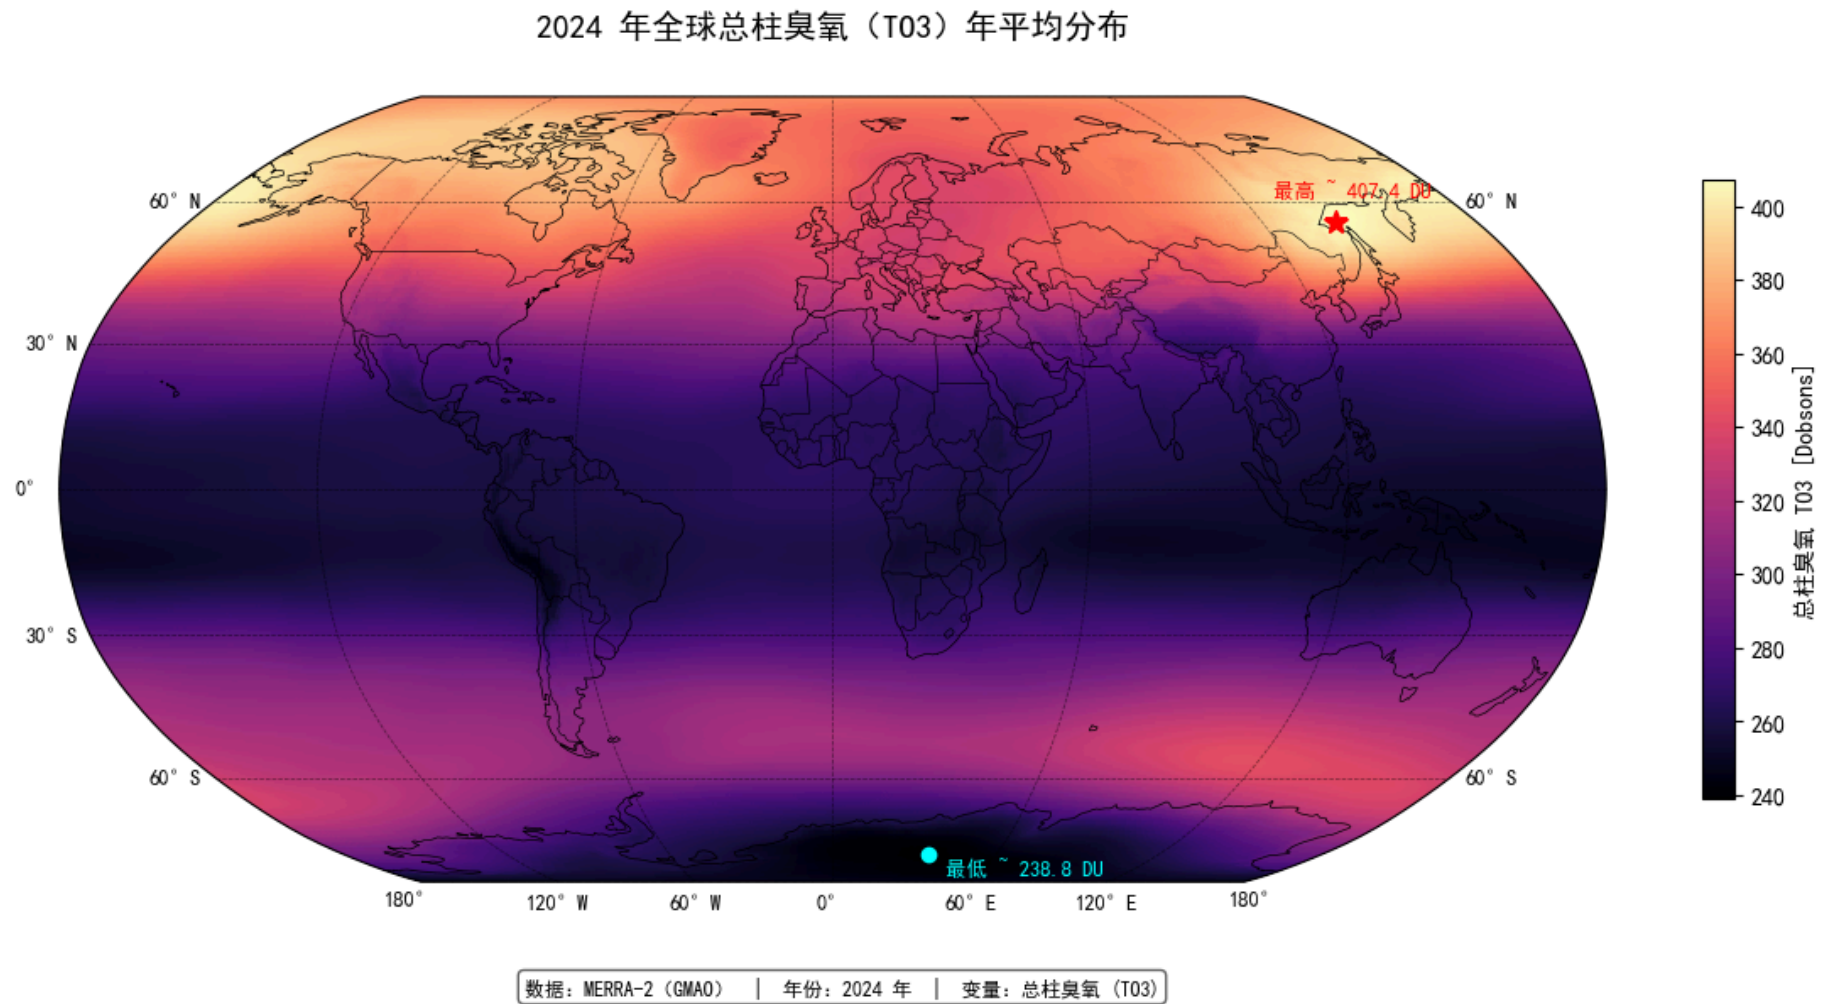 2024 年全球总柱臭氧（TO3）年平均分布
60° N
最高 ~ 407.4 DU
60° N
30° N
0°
30° S
60° S
60° S
最低 ~ 238.8 DU
180°
120° W
60° W
0°
60° E
120° E
180°
400
380
360
340
320
300
280
260
240
总柱臭氧 TO3 [Dobsons]
数据: MERRA-2 (GMAO) | 年份: 2024 年 | 变量: 总柱臭氧 (TO3)